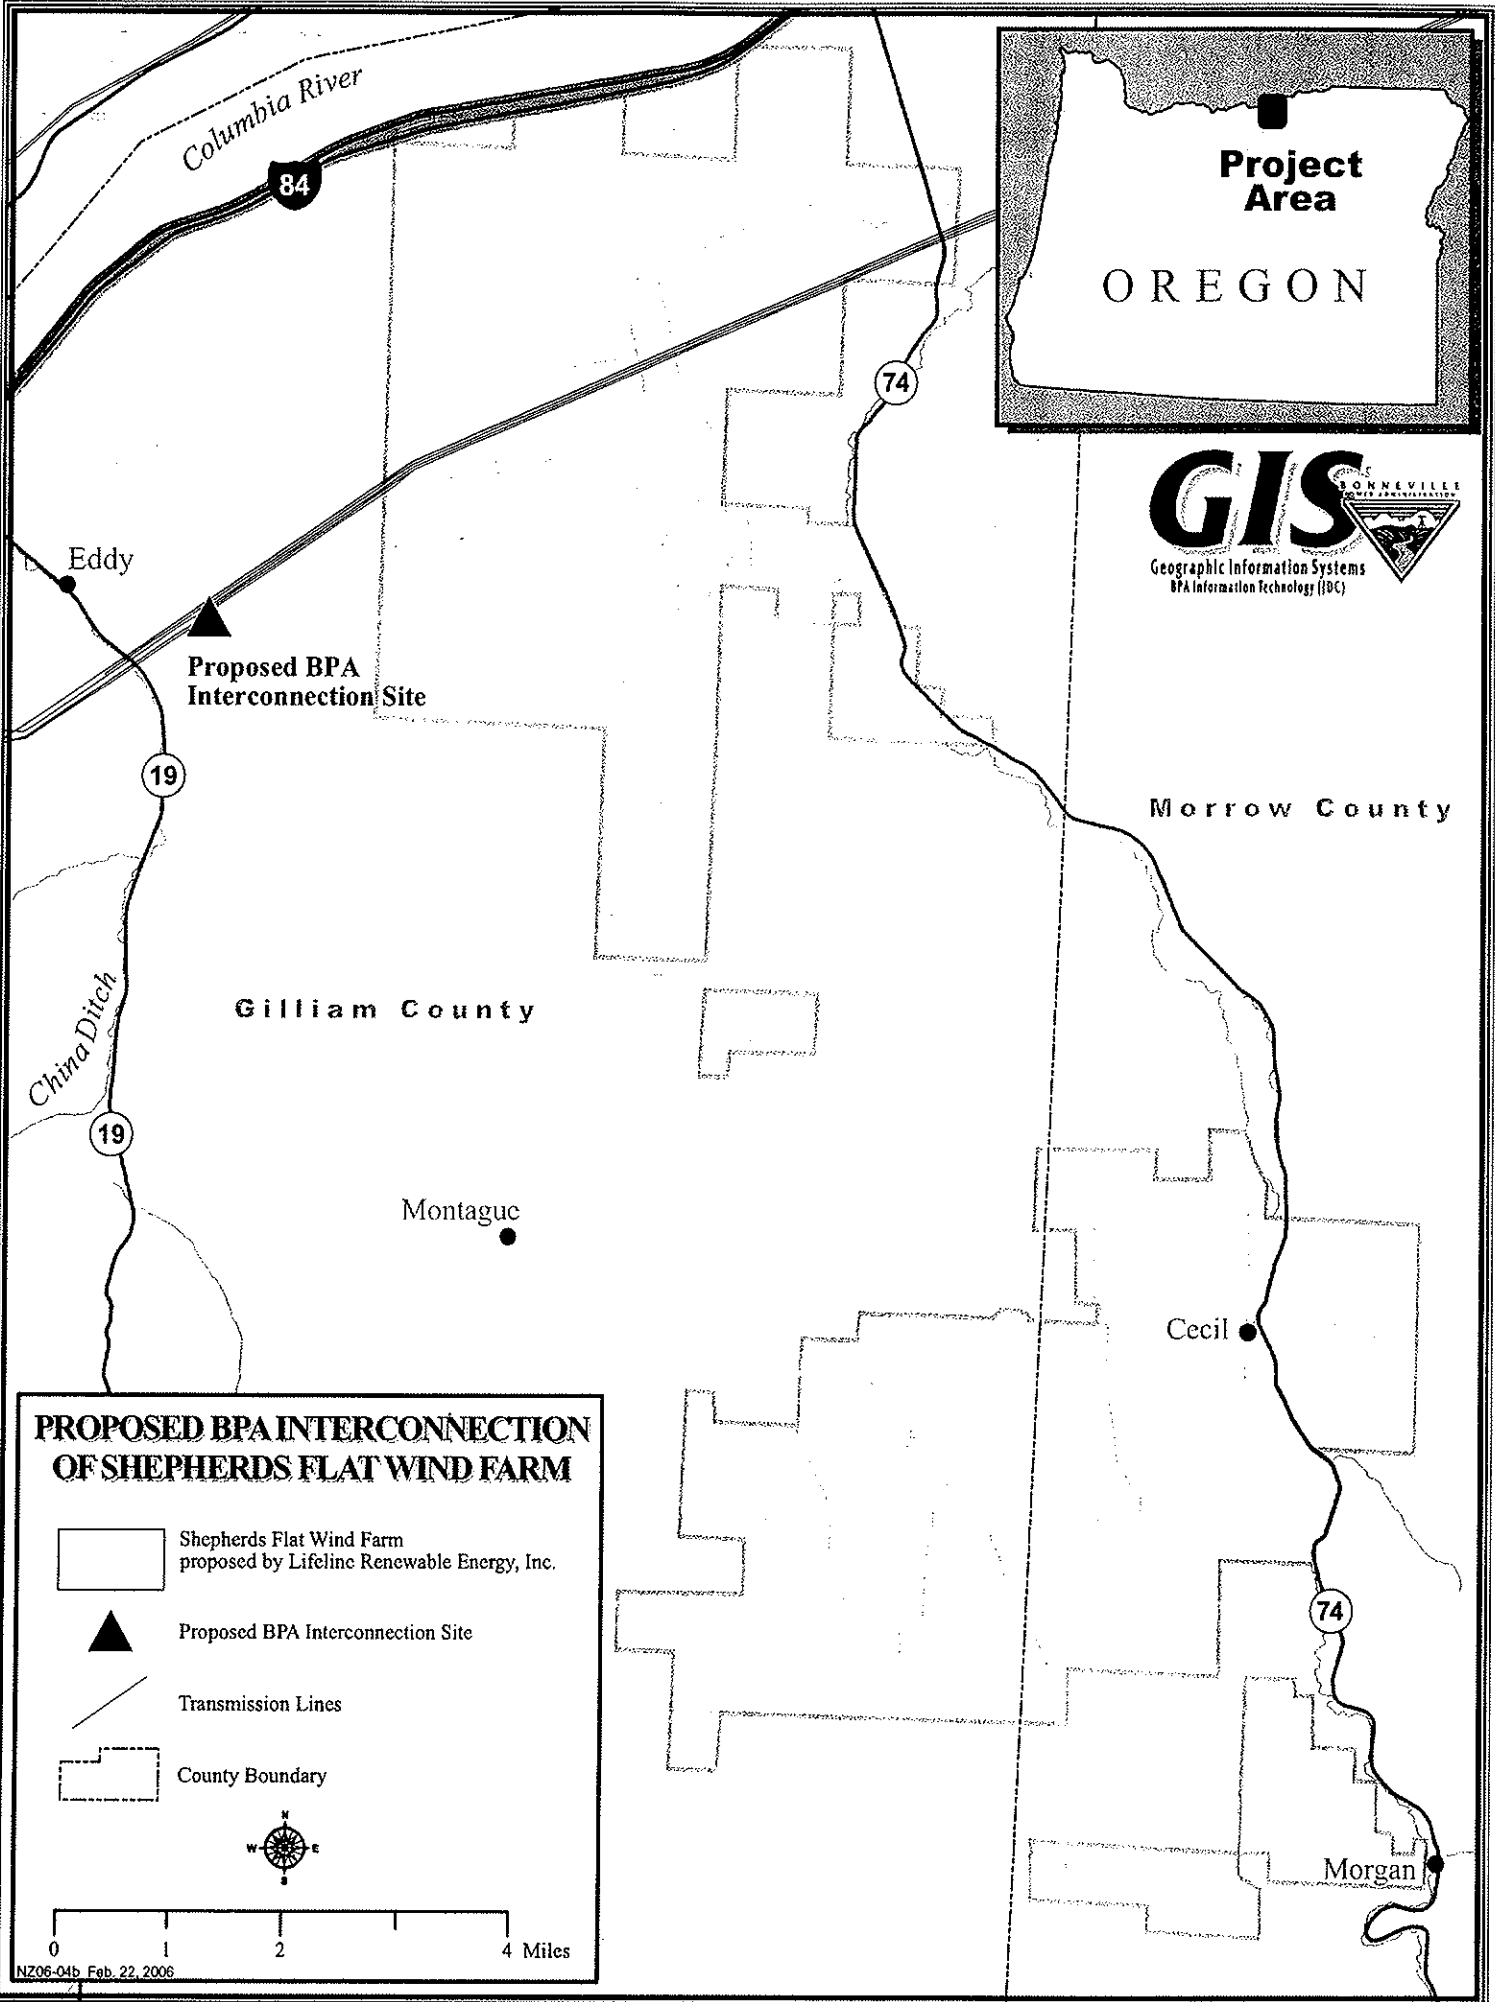 Columbia River
84
Project
Area
OREGON
74
GIS
BONNEVILLE
POWER ADMINISTRATION
Geographic Information Systems
BPA Information Technology (IDC)
Eddy
Proposed BPA
Interconnection Site
19
Morrow County
Gilliam County
China Ditch
19
Montague
Cecil
PROPOSED BPA INTERCONNECTION
OF SHEPHERDS FLAT WIND FARM
Shepherds Flat Wind Farm
proposed by Lifeline Renewable Energy, Inc.
74
Proposed BPA Interconnection Site
Transmission Lines
County Boundary
N
W E
S
Morgan
0 1 2 4 Miles
NZ06-04b Feb. 22, 2006